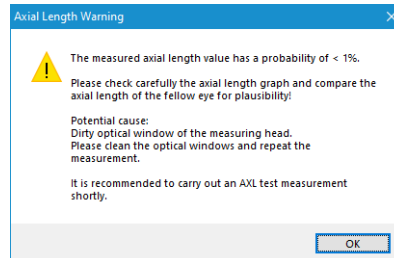 Axial Length Warning
The measured axial length value has a probability of < 1%.
Please check carefully the axial length graph and compare the
axial length of the fellow eye for plausibility!
Potential cause:
Dirty optical window of the measuring head.
Please clean the optical windows and repeat the
measurement.
It is recommended to carry out an AXL test measurement
shortly.
OK